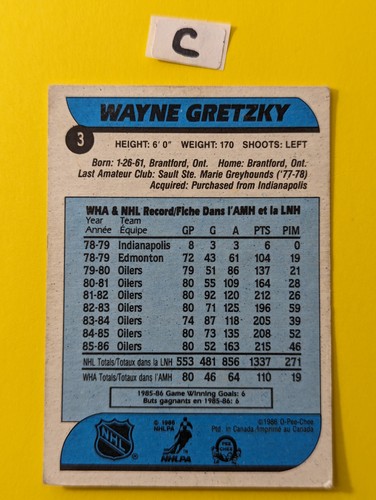 C
WAYNE GRETZKY
3
HEIGHT: 6' 0" WEIGHT: 170 SHOOTS: LEFT
Born: 1-26-61, Brantford, Ont. Home: Brantford, Ont.
Last Amateur Club: Sault Ste. Marie Greyhounds ('77-78)
Acquired: Purchased from Indianapolis
WHA & NHL Record/Fiche Dans l'AMH et la LNH
Year Team
Année Équipe GP G A PTS PIM
78-79 Indianapolis 8 3 3 6 0
78-79 Edmonton 72 43 61 104 19
79-80 Oilers 79 51 86 137 21
80-81 Oilers 80 55 109 164 28
81-82 Oilers 80 92 120 212 26
82-83 Oilers 80 71 125 196 59
83-84 Oilers 74 87 118 205 39
84-85 Oilers 80 73 135 208 52
85-86 Oilers 80 52 163 215 46
NHL Totals/Totaux dans la LNH 553 481 856 1337 271
WHA Totals/Totaux dans l'AMH 80 46 64 110 19
1985-86 Game Winning Goals: 6
Buts gagnants en 1985-86: 6
NHL
© 1986
NHLPA
NHLPA
O PEE CHEE
©1986 O-Pee-Chee
Ptd. in Canada/Imprimé au Canada